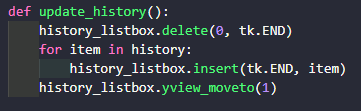 def update_history():
    history_listbox.delete(0, tk.END)
    for item in history:
        history_listbox.insert(tk.END, item)
    history_listbox.yview_moveto(1)